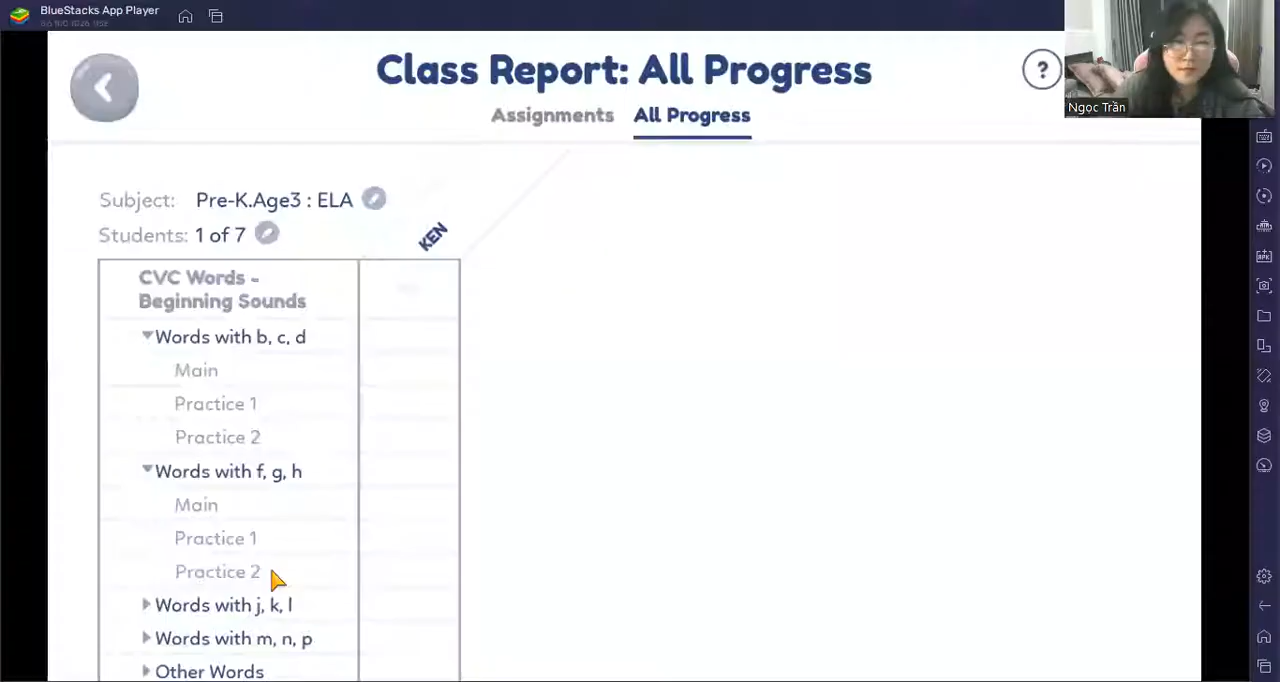 BlueStacks App Player
Ngọc Trần
Class Report: All Progress
?
Assignments All Progress
Subject: Pre-K.Age3 : ELA
Students: 1 of 7
KEN
CVC Words -
Beginning Sounds
Words with b, c, d
Main
Practice 1
Practice 2
Words with f, g, h
Main
Practice 1
Practice 2
Words with j, k, l
Words with m, n, p
Other Words